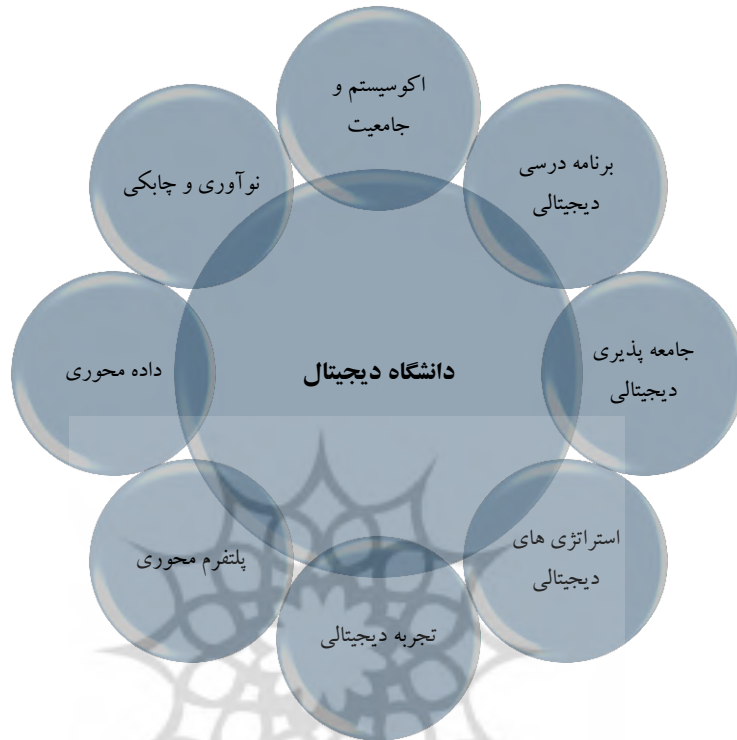 اکوسیستم و
جامعیت
برنامه درسی
دیجیتالی
جامعه پذیری
دیجیتالی
استراتژی های
دیجیتالی
تجربه دیجیتالی
پلتفرم محوری
داده محوری
نوآوری و چابکی
دانشگاه دیجیتال